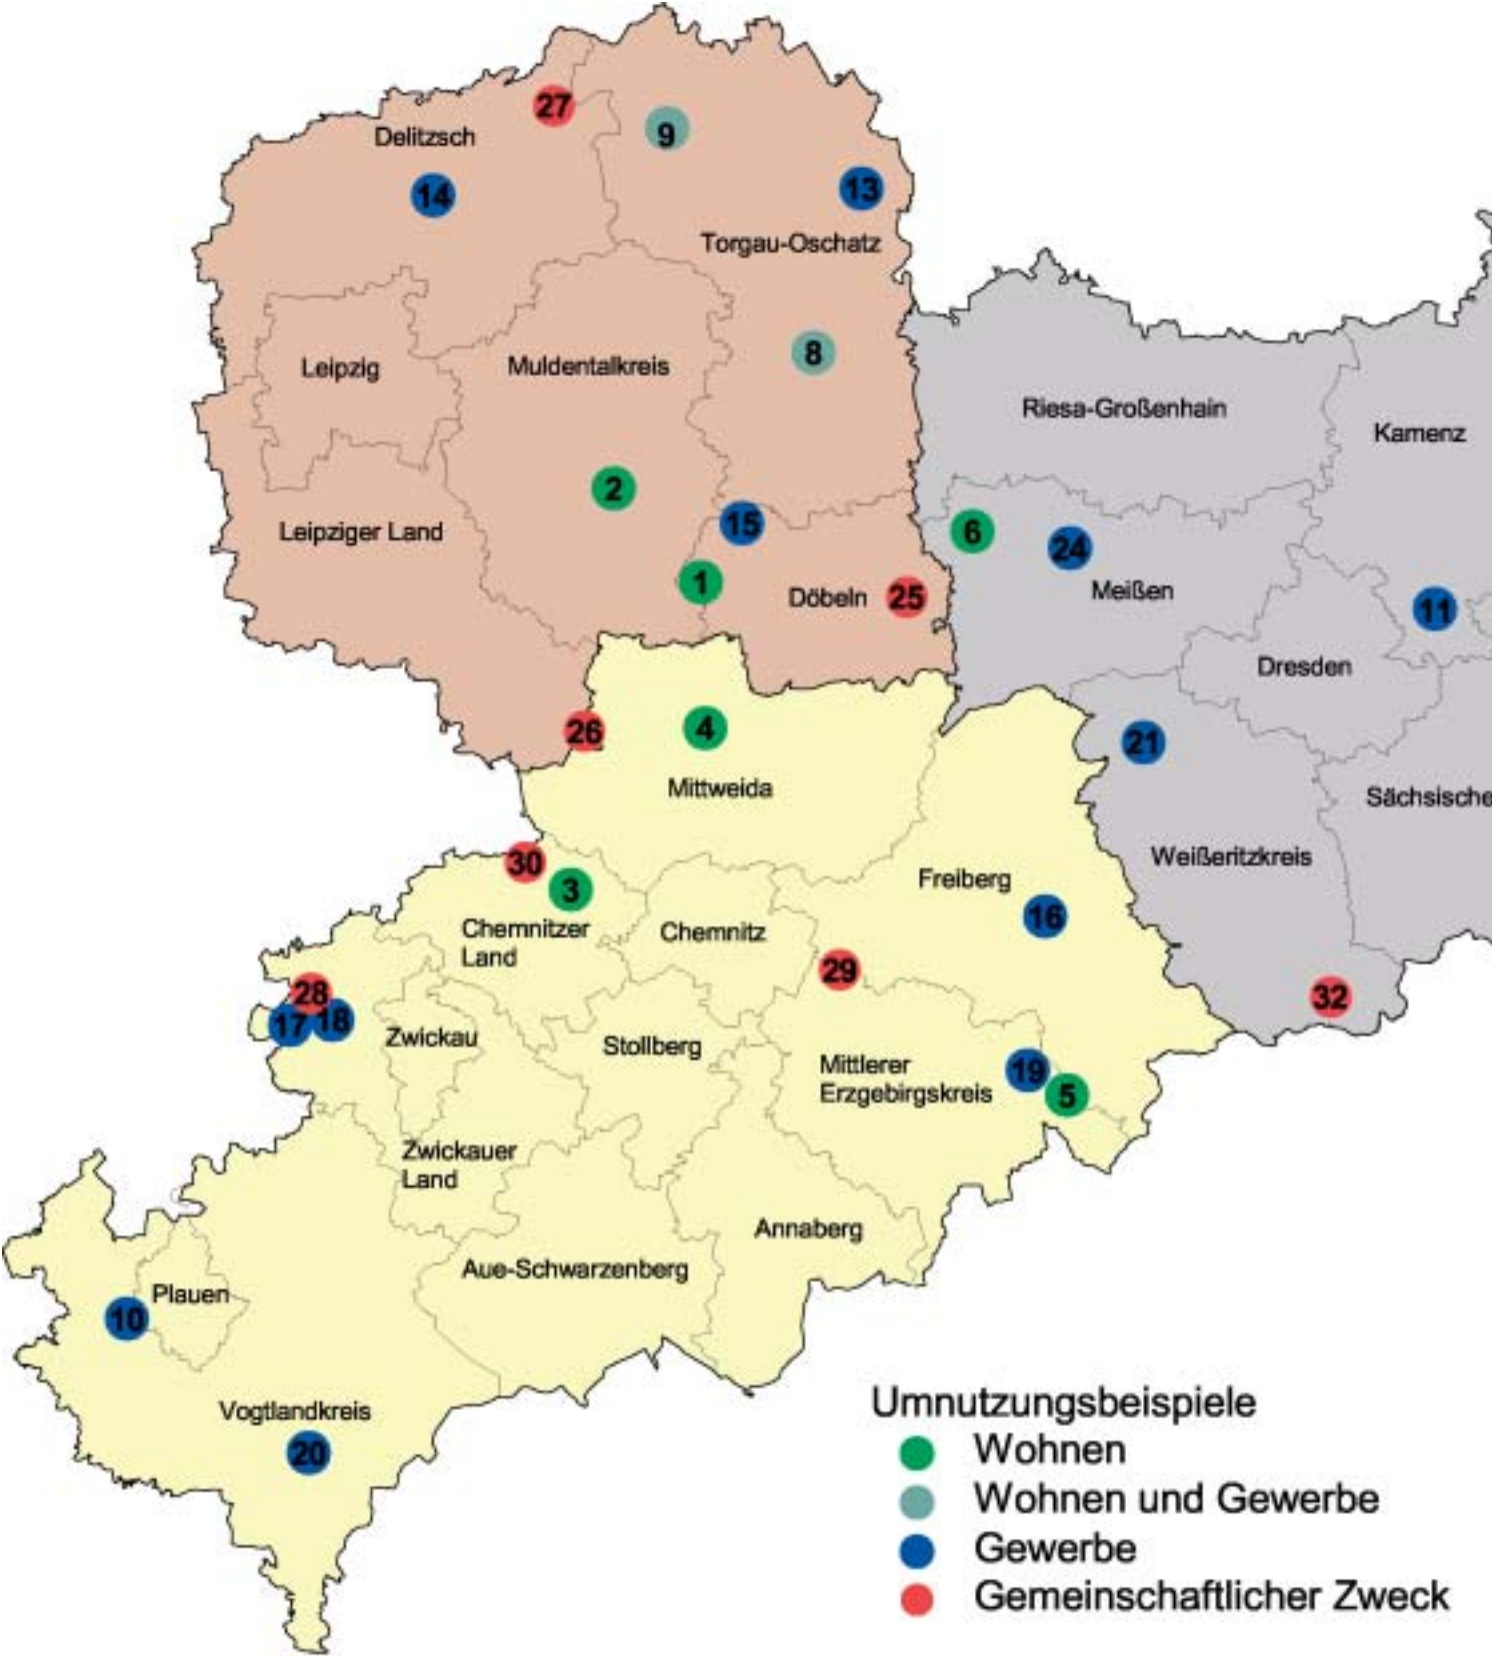 27
9
Delitzsch
14
13
Torgau-Oschatz
8
Leipzig
Muldentalkreis
Riesa-Großenhain
Kamenz
2
15
6
24
Leipziger Land
1
Döbeln
25
Meißen
11
Dresden
26
4
21
Mittweida
Sächsische
30
3
Weißeritzkreis
Freiberg
16
Chemnitzer
Land
Chemnitz
29
28
32
17
18
Zwickau
Stollberg
Mittlerer
Erzgebirgskreis
19
5
Zwickauer
Land
Annaberg
Aue-Schwarzenberg
Plauen
10
Vogtlandkreis
20
Umnutzungsbeispiele
Wohnen
Wohnen und Gewerbe
Gewerbe
Gemeinschaftlicher Zweck